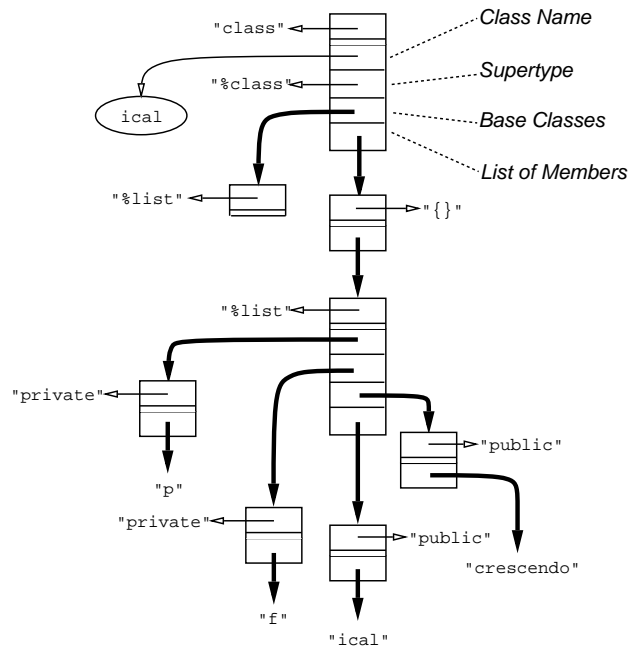 "class"
Class Name
"%class"
Supertype
ical
Base Classes
List of Members
"%list"
"{}"
"%list"
"private"
"public"
"p"
"private"
"public"
"crescendo"
"f"
"ical"